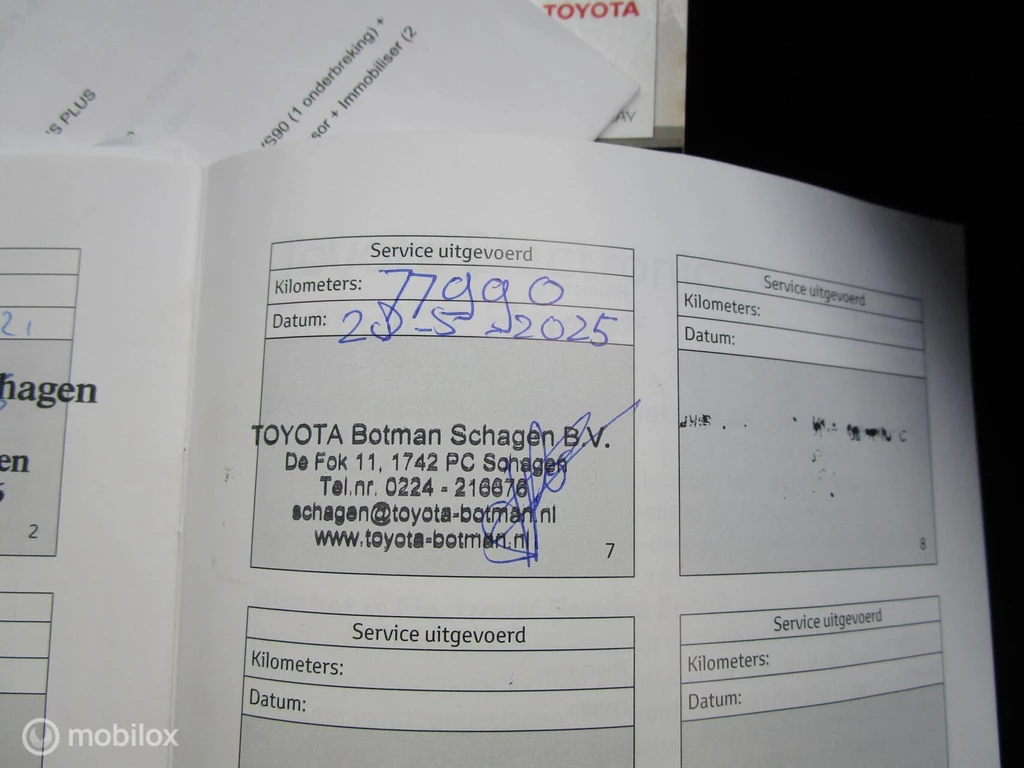 TOYOTA
S PLUS
VS90 (1 onderbreking) +
sor + Immobiliser (2
AY
21
hagen
en
2
Service uitgevoerd
Kilometers: 77990
Datum: 28-5-2025
TOYOTA Botman Schagen B.V.
De Fok 11, 1742 PC Schagen
Tel.nr. 0224 - 216676
schagen@toyota-botman.nl
www.toyota-botman.nl
7
Service uitgevoerd
Kilometers:
Datum:
8
Service uitgevoerd
Kilometers:
Datum:
Service uitgevoerd
Kilometers:
Datum:
mobilox